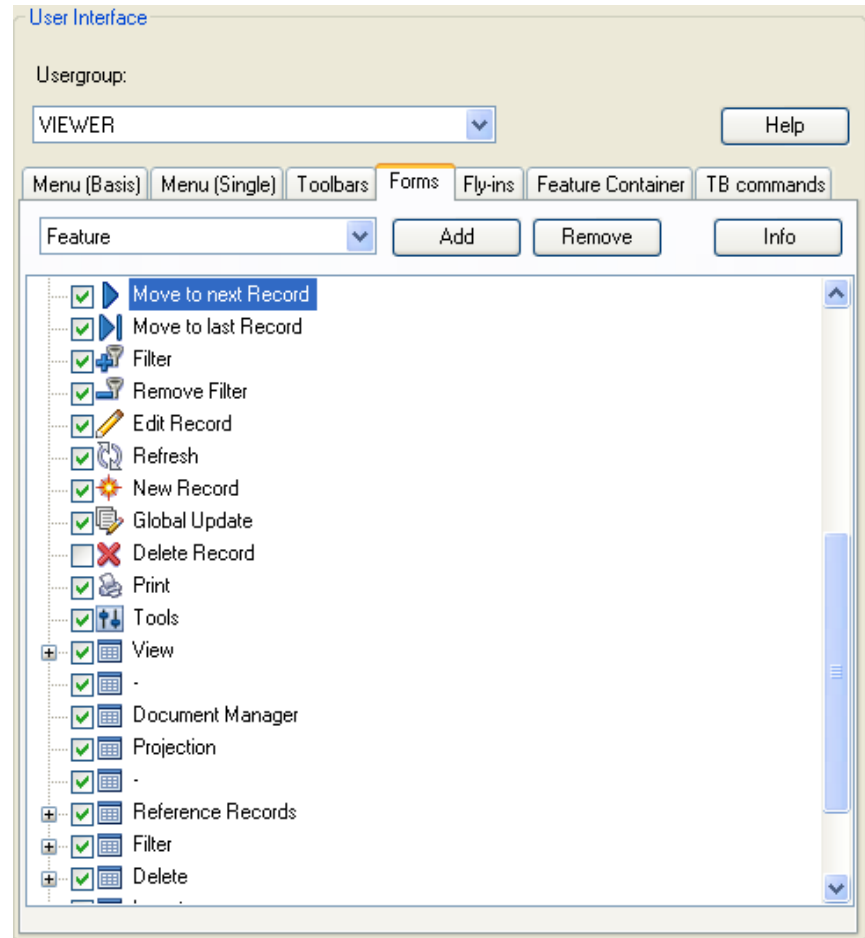 User Interface
Usergroup:
VIEWER
Help
Menu (Basis) Menu (Single) Toolbars Forms Fly-ins Feature Container TB commands
Feature Add Remove Info
Move to next Record
Move to last Record
Filter
Remove Filter
Edit Record
Refresh
New Record
Global Update
Delete Record
Print
Tools
View
-
Document Manager
Projection
-
Reference Records
Filter
Delete